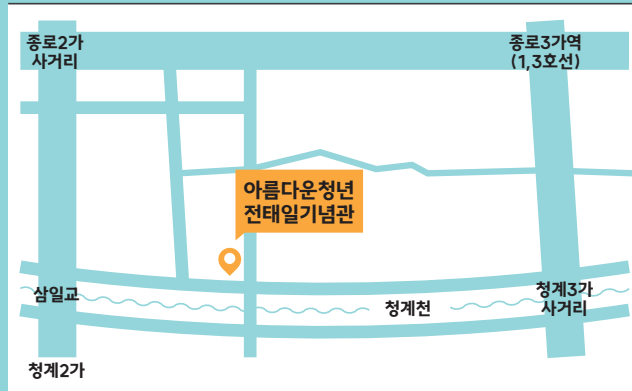 종로2가
사거리
종로3가역
(1,3호선)
아름다운청년
전태일기념관
삼일교
청계천
청계3가
사거리
청계2가